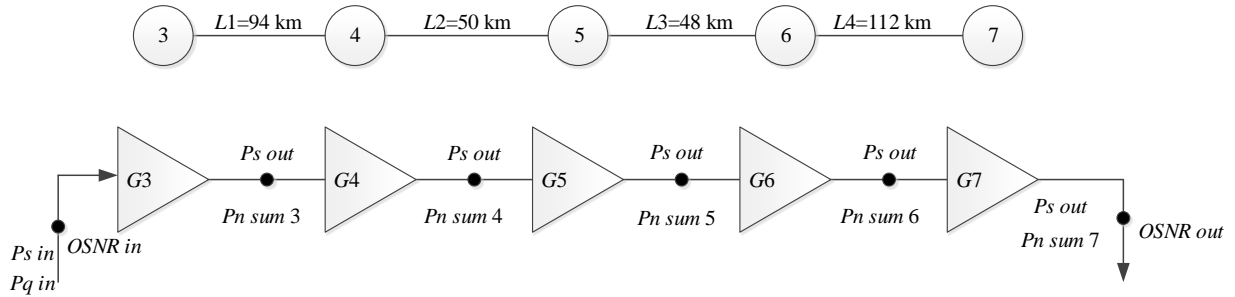 3 L1=94 km 4 L2=50 km 5 L3=48 km 6 L4=112 km 7
Ps out Ps out Ps out Ps out
G3 G4 G5 G6 G7
Pn sum 3 Pn sum 4 Pn sum 5 Pn sum 6 Ps out
Ps in OSNR in Pn sum 7 OSNR out
Pq in